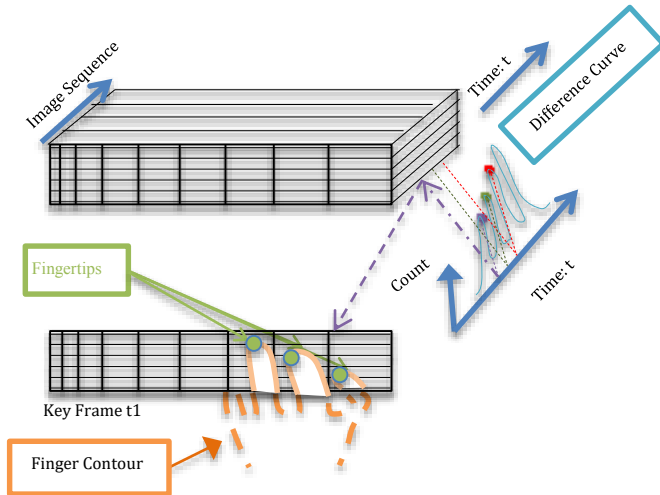 Image Sequence
Time: t
Difference Curve
Fingertips
Count
Time: t
Key Frame t1
Finger Contour